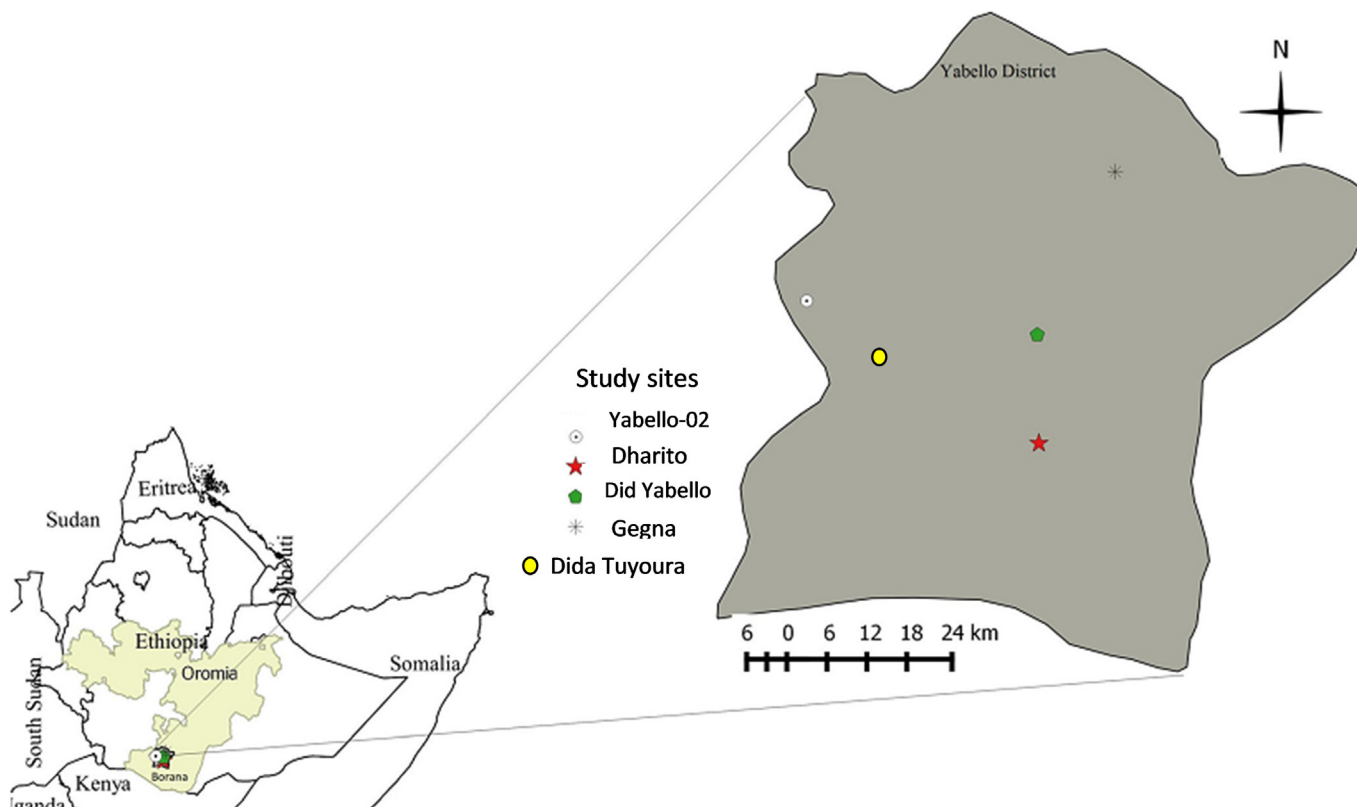 Yabello District
N
Study sites
Yabello-02
Dharito
Did Yabello
Gegna
Dida Tuyoura
6 0 6 12 18 24 km
Eritrea
Sudan
Djibouti
Ethiopia
Oromia
Somalia
South Sudan
Borana
Kenya
Uganda